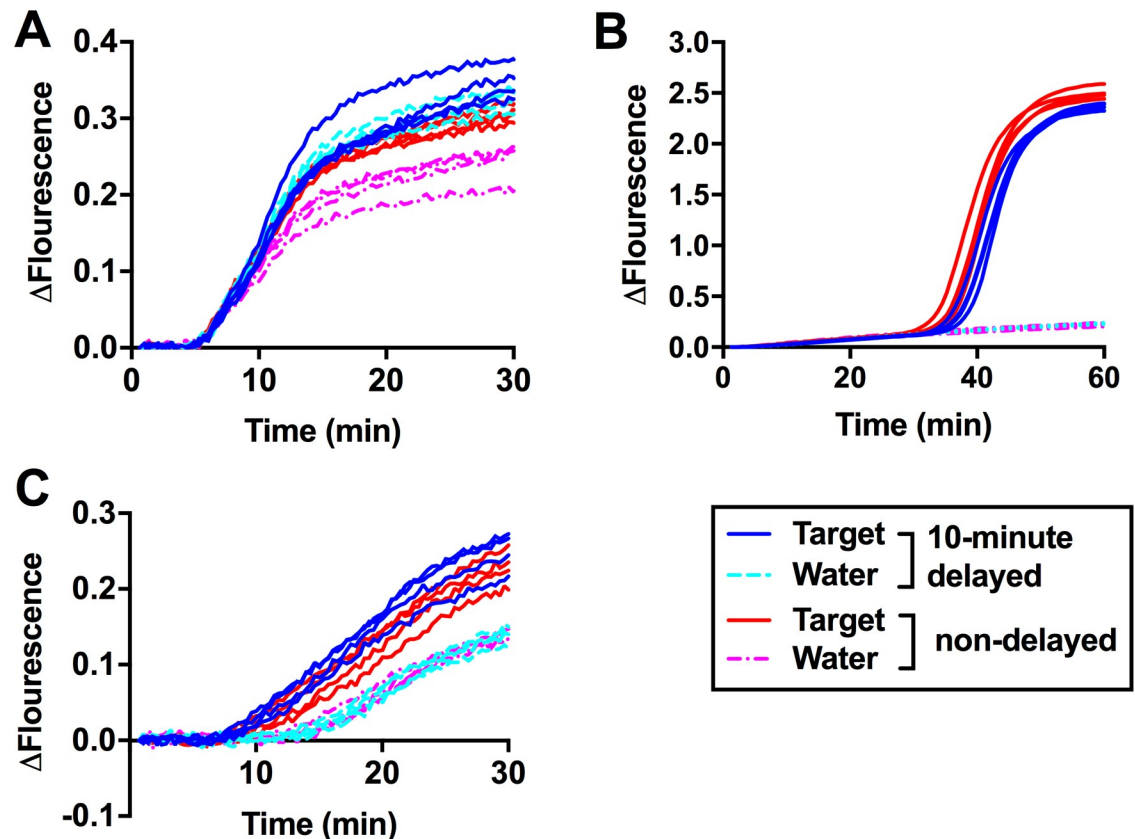 A
0.4
0.3
0.2
0.1
0.0
ΔFlourescence
0
10
20
30
Time (min)
B
3.0
2.5
2.0
1.5
1.0
0.5
0.0
ΔFlourescence
0
20
40
60
Time (min)
C
0.3
0.2
0.1
0.0
-0.1
ΔFlourescence
10
20
30
Time (min)
Target
Water
10-minute
delayed
Target
Water
non-delayed